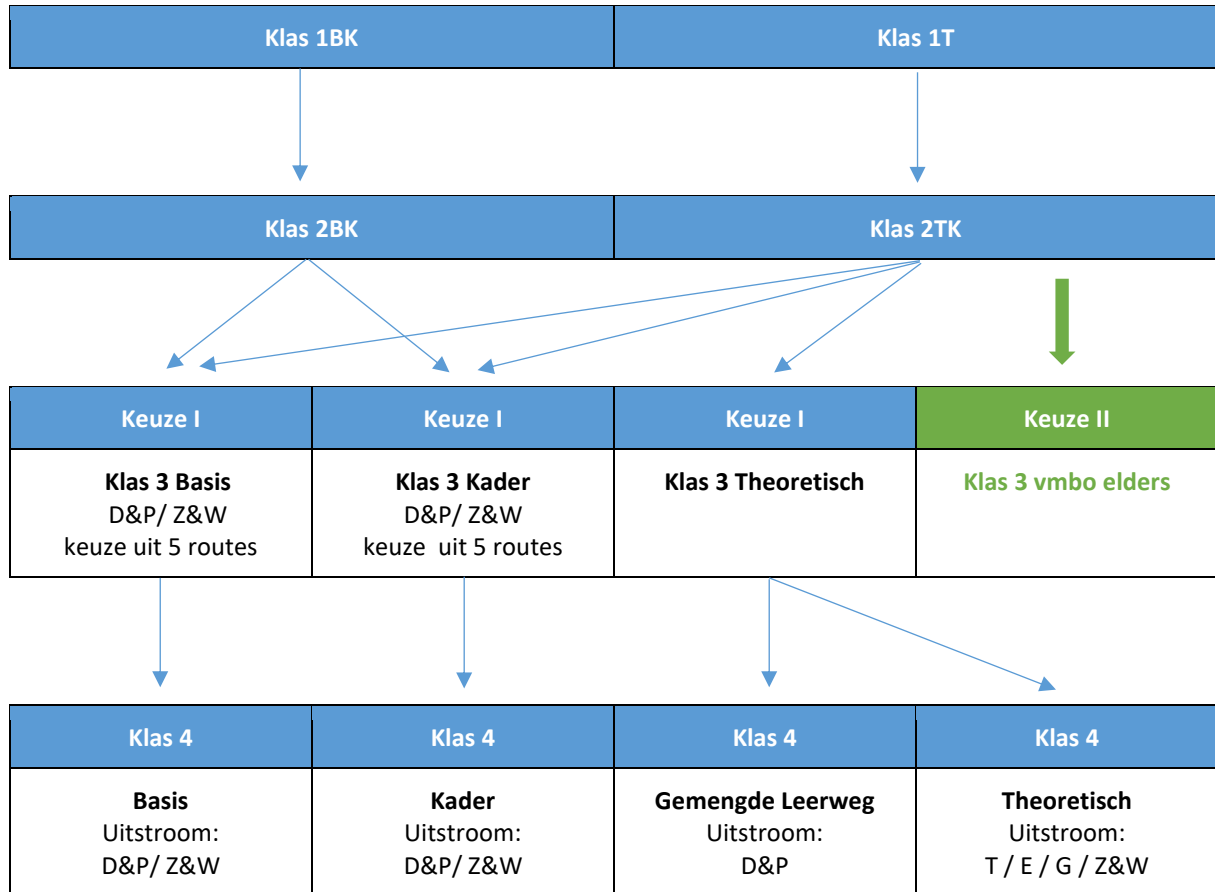 Klas 1BK
Klas 1T
Klas 2BK
Klas 2TK
Keuze I
Keuze I
Keuze I
Keuze II
Klas 3 Basis
D&P/ Z&W
keuze uit 5 routes
Klas 3 Kader
D&P/ Z&W
keuze uit 5 routes
Klas 3 Theoretisch
Klas 3 vmbo elders
Klas 4
Klas 4
Klas 4
Klas 4
Basis
Uitstroom:
D&P/ Z&W
Kader
Uitstroom:
D&P/ Z&W
Gemengde Leerweg
Uitstroom:
D&P
Theoretisch
Uitstroom:
T / E / G / Z&W